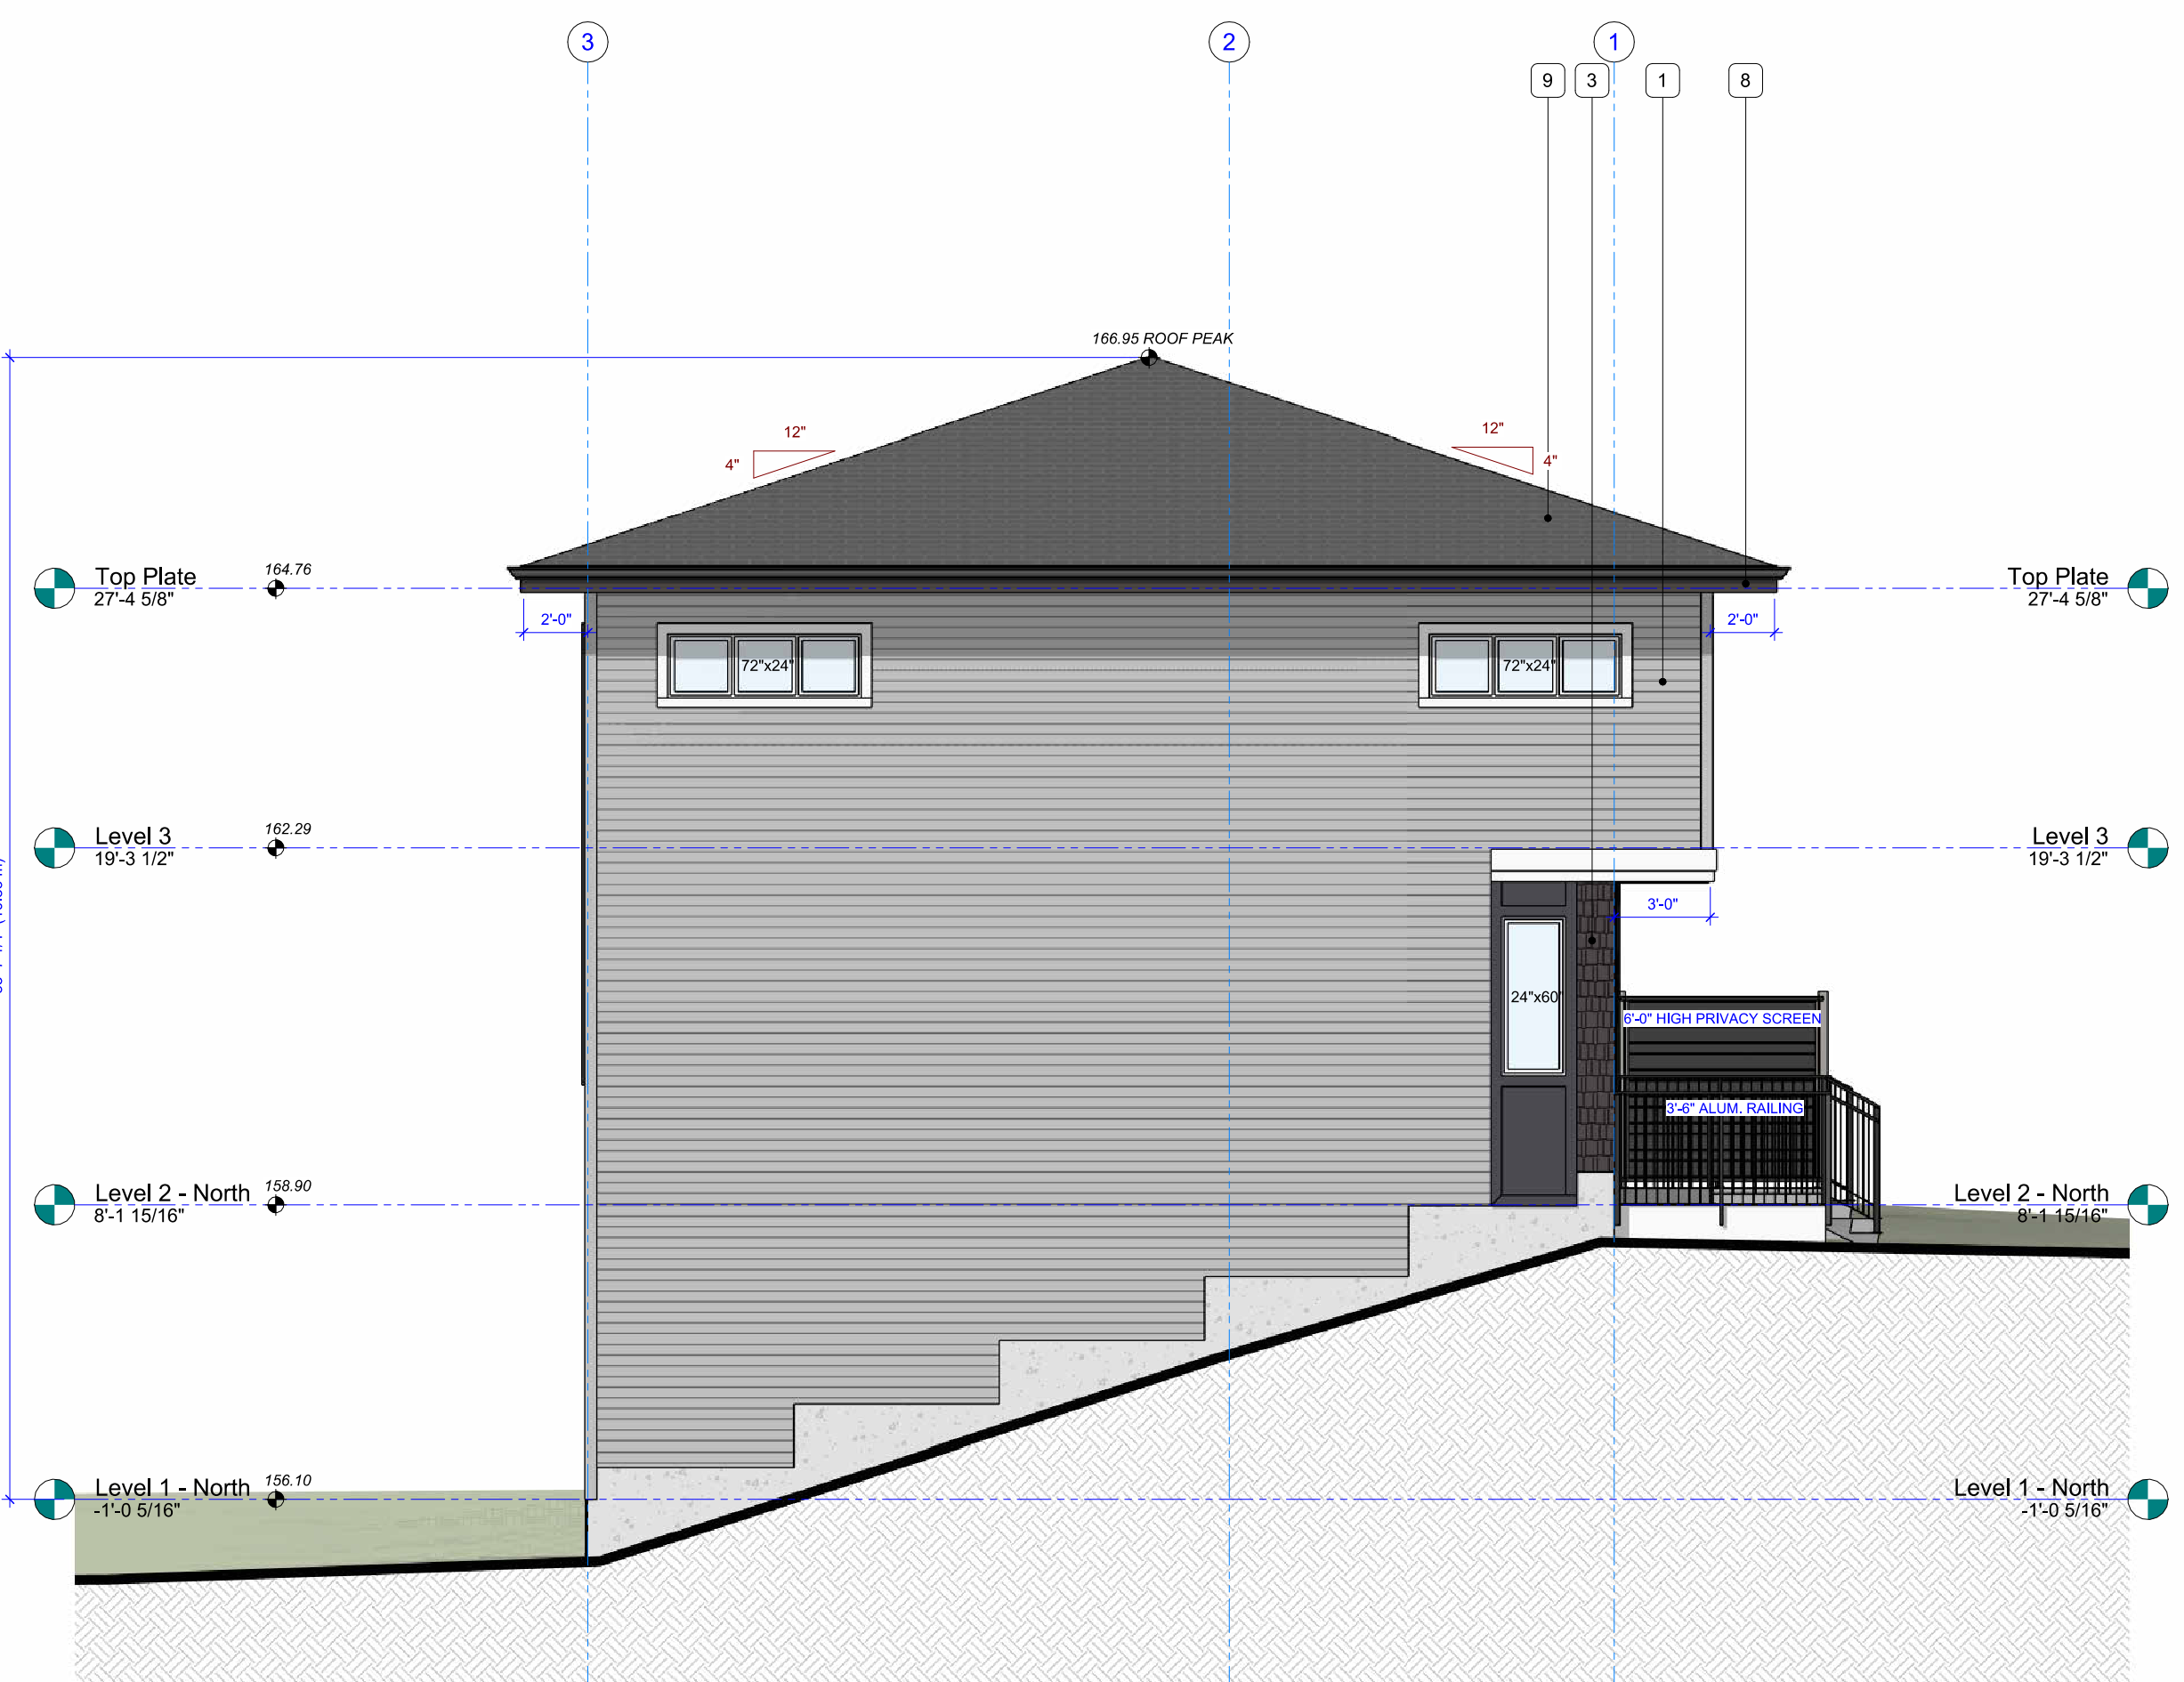 3
2
1
9
3
1
8
166.95 ROOF PEAK
12"
4"
12"
4"
Top Plate
27'-4 5/8"
164.76
Top Plate
27'-4 5/8"
2'-0"
2'-0"
72"x24"
72"x24"
Level 3
19'-3 1/2"
162.29
Level 3
19'-3 1/2"
3'-0"
24"x60"
6'-0" HIGH PRIVACY SCREEN
3'-6" ALUM. RAILING
Level 2 - North
8'-1 15/16"
158.90
Level 2 - North
8'-1 15/16"
Level 1 - North
-1'-0 5/16"
156.10
Level 1 - North
-1'-0 5/16"